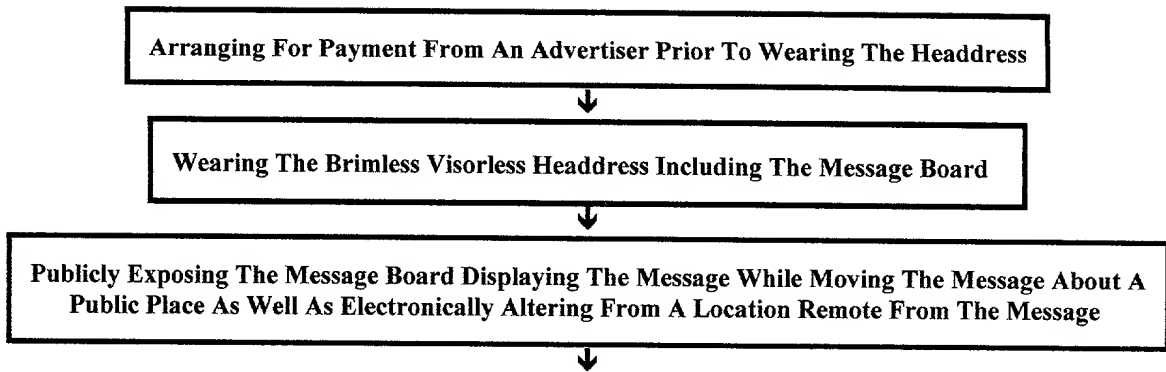 Arranging For Payment From An Advertiser Prior To Wearing The Headdress
Wearing The Brimless Visorless Headdress Including The Message Board
Publicly Exposing The Message Board Displaying The Message While Moving The Message About A
Public Place As Well As Electronically Altering From A Location Remote From The Message